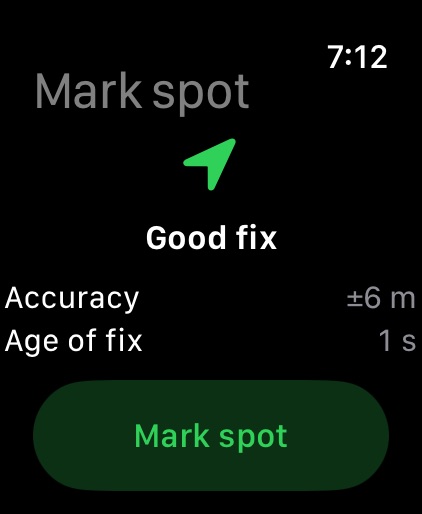 7:12
Mark spot
Good fix
Accuracy ±6 m
Age of fix 1 s
Mark spot